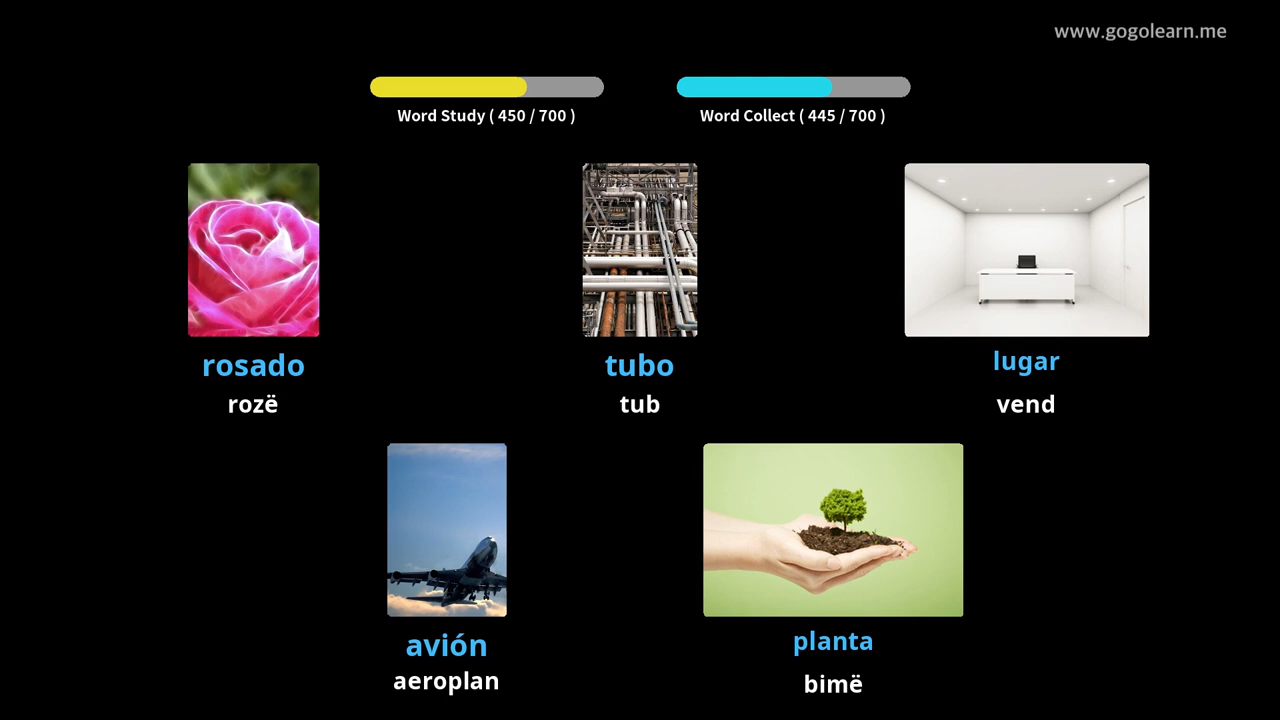 www.gogolearn.me
Word Study ( 450 / 700 )
Word Collect ( 445 / 700 )
rosado
rozë
tubo
tub
lugar
vend
avión
aeroplan
planta
bimë